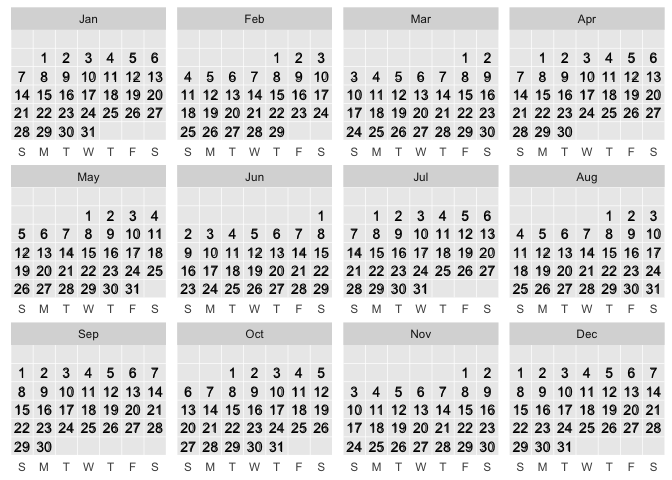 Jan
1 2 3 4 5 6
7 8 9 10 11 12 13
14 15 16 17 18 19 20
21 22 23 24 25 26 27
28 29 30 31
S M T W T F S
Feb
1 2 3
4 5 6 7 8 9 10
11 12 13 14 15 16 17
18 19 20 21 22 23 24
25 26 27 28 29
S M T W T F S
Mar
1 2
3 4 5 6 7 8 9
10 11 12 13 14 15 16
17 18 19 20 21 22 23
24 25 26 27 28 29 30
S M T W T F S
Apr
1 2 3 4 5 6
7 8 9 10 11 12 13
14 15 16 17 18 19 20
21 22 23 24 25 26 27
28 29 30
S M T W T F S
May
1 2 3 4
5 6 7 8 9 10 11
12 13 14 15 16 17 18
19 20 21 22 23 24 25
26 27 28 29 30 31
S M T W T F S
Jun
1
2 3 4 5 6 7 8
9 10 11 12 13 14 15
16 17 18 19 20 21 22
23 24 25 26 27 28 29
S M T W T F S
Jul
1 2 3 4 5 6
7 8 9 10 11 12 13
14 15 16 17 18 19 20
21 22 23 24 25 26 27
28 29 30 31
S M T W T F S
Aug
1 2 3
4 5 6 7 8 9 10
11 12 13 14 15 16 17
18 19 20 21 22 23 24
25 26 27 28 29 30 31
S M T W T F S
Sep
1 2 3 4 5 6 7
8 9 10 11 12 13 14
15 16 17 18 19 20 21
22 23 24 25 26 27 28
29 30
S M T W T F S
Oct
1 2 3 4 5
6 7 8 9 10 11 12
13 14 15 16 17 18 19
20 21 22 23 24 25 26
27 28 29 30 31
S M T W T F S
Nov
1 2
3 4 5 6 7 8 9
10 11 12 13 14 15 16
17 18 19 20 21 22 23
24 25 26 27 28 29 30
S M T W T F S
Dec
1 2 3 4 5 6 7
8 9 10 11 12 13 14
15 16 17 18 19 20 21
22 23 24 25 26 27 28
29 30 31
S M T W T F S